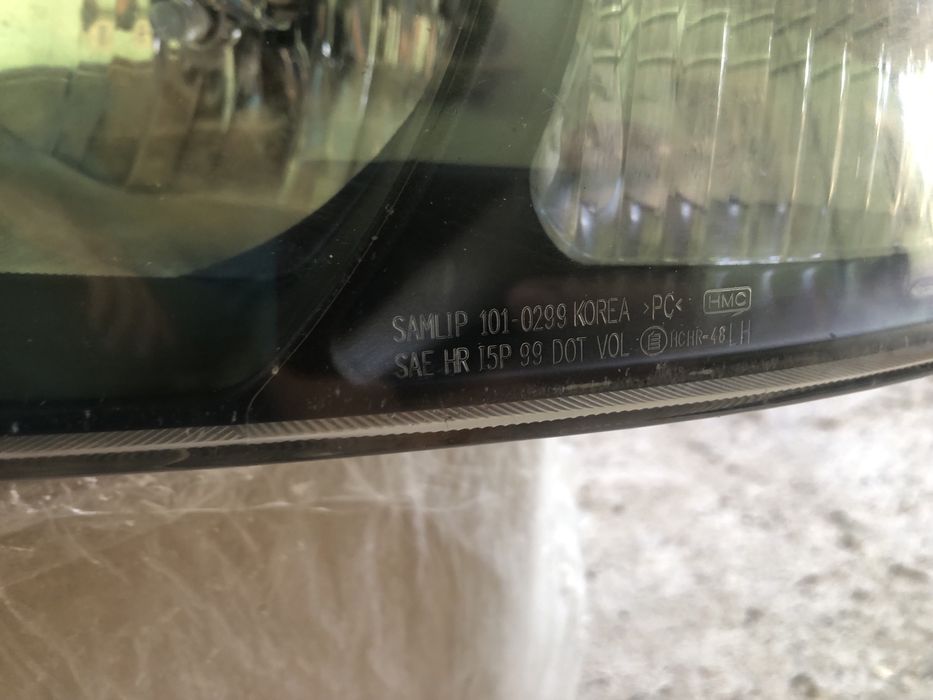 SAMLIP 101-0299 KOREA >PC< HMC
SAE HR I5P 99 DOT VOL HCHR-48 LH